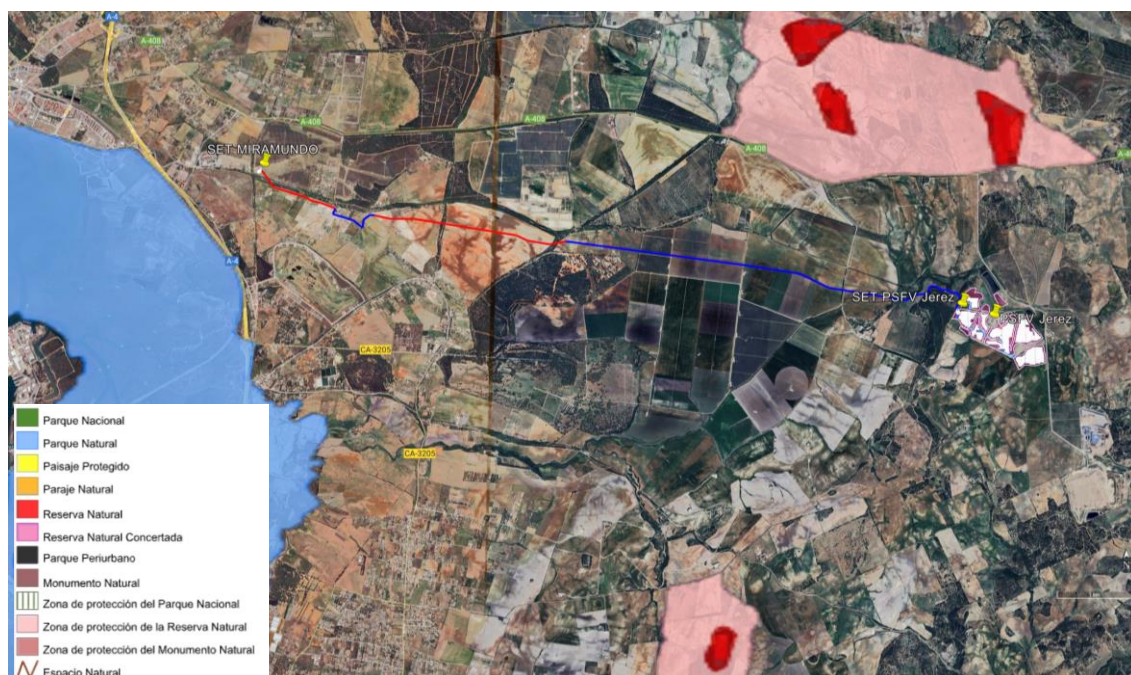 A-4
A-408
A-408
A-408
A-408
SET MIRAMUNDO
A-4
SET PSFV Jerez
PSFV Jerez
CA-3205
CA-3205
Parque Nacional
Parque Natural
Paisaje Protegido
Paraje Natural
Reserva Natural
Reserva Natural Concertada
Parque Periurbano
Monumento Natural
Zona de protección del Parque Nacional
Zona de protección de la Reserva Natural
Zona de protección del Monumento Natural
Espacio Natural